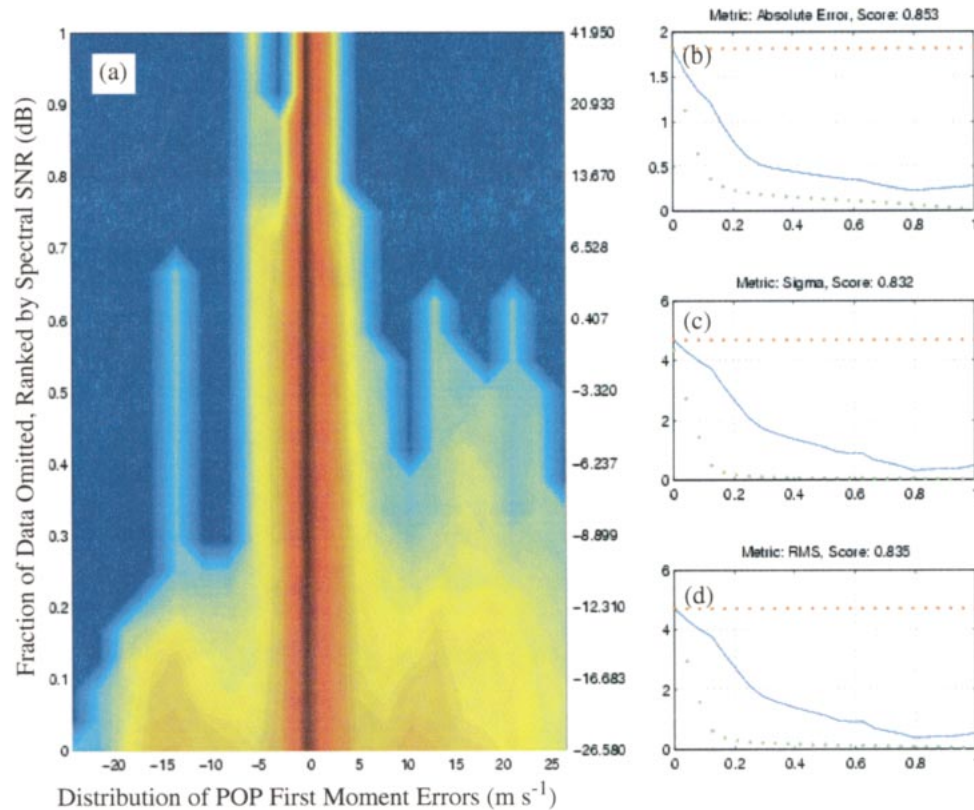 (a)
Fraction of Data Omitted, Ranked by Spectral SNR (dB)
1
0.9
0.8
0.7
0.6
0.5
0.4
0.3
0.2
0.1
0
41.950
20.933
13.670
6.528
0.407
-3.320
-6.237
-8.899
-12.310
-16.683
-26.580
-20 -15 -10 -5 0 5 10 15 20 25
Distribution of POP First Moment Errors (m s-1)
Metric: Absolute Error, Score: 0.853
(b)
2
1.5
1
0.5
0
0 0.2 0.4 0.6 0.8 1
Metric: Sigma, Score: 0.832
(c)
6
4
2
0
0 0.2 0.4 0.6 0.8 1
Metric: RMS, Score: 0.835
(d)
6
4
2
0
0 0.2 0.4 0.6 0.8 1